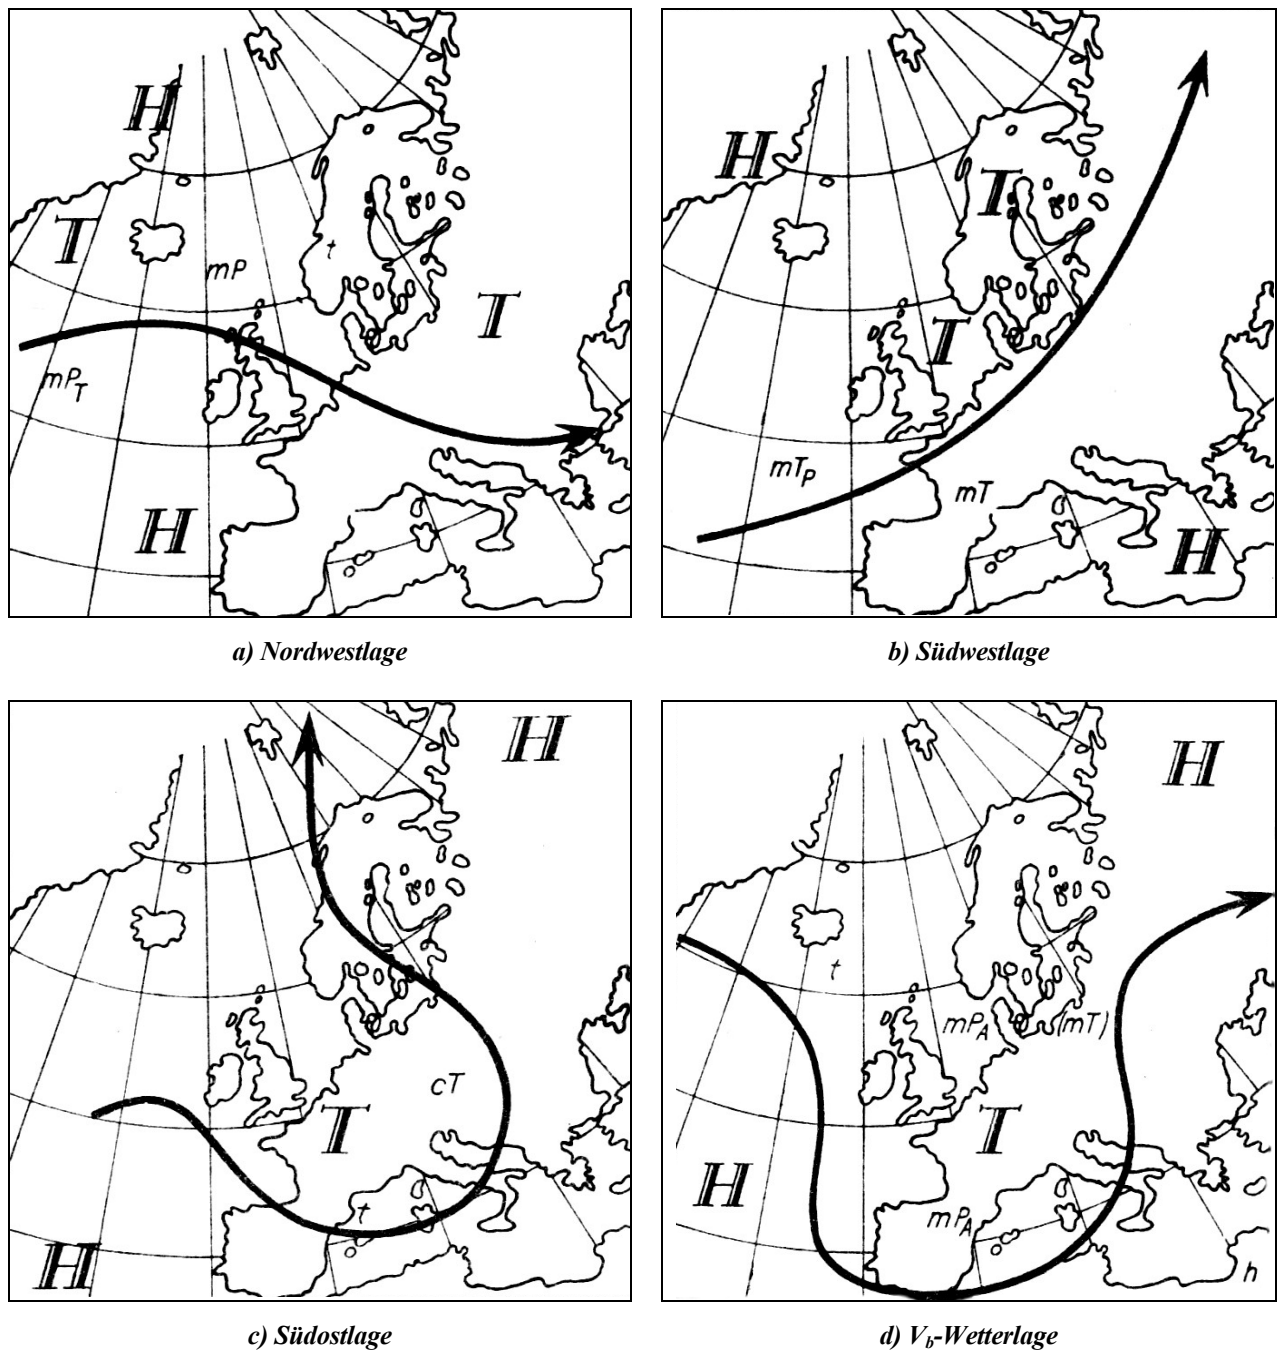 H
T
mP
t
T
mP_T
H
a) Nordwestlage
H
T
T
mT_P
mT
H
b) Südwestlage
H
cT
T
t
H
c) Südostlage
H
t
mP_A
(mT)
T
H
mP_A
h
d) V_b-Wetterlage